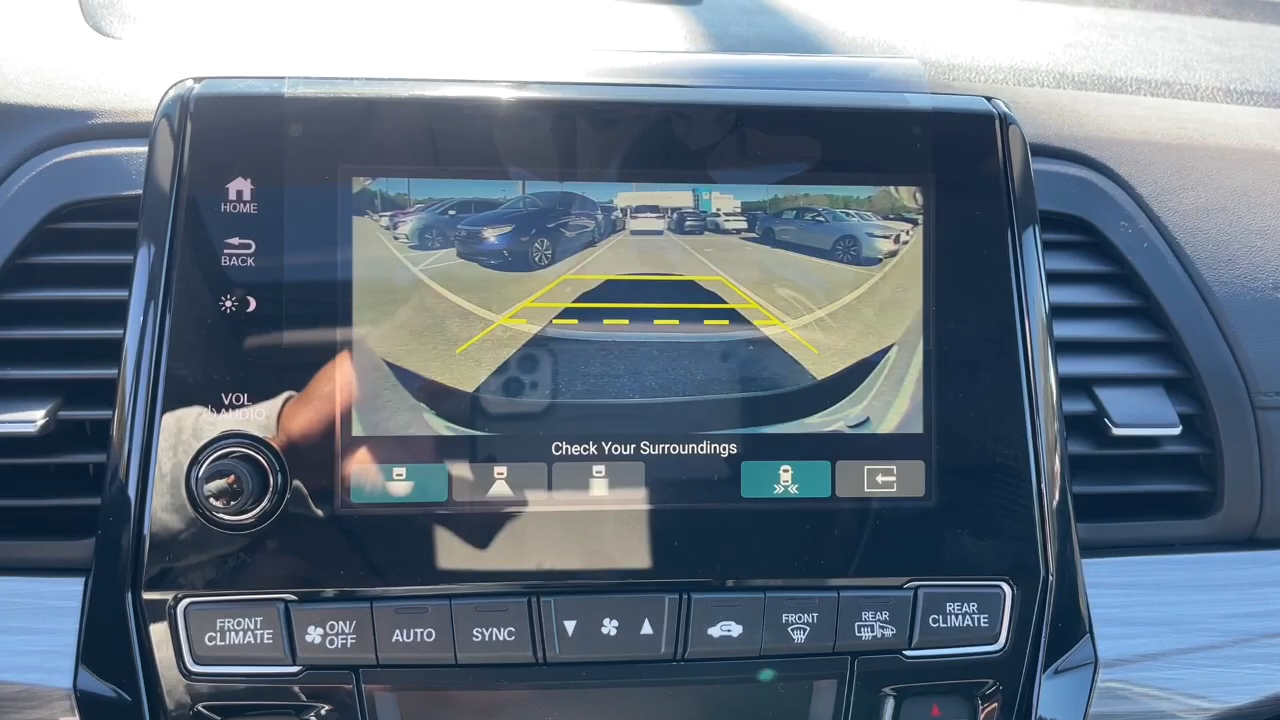 HOME
BACK
VOL
AUDIO
Check Your Surroundings
FRONT
CLIMATE
ON/
OFF
AUTO
SYNC
FRONT
REAR
REAR
CLIMATE